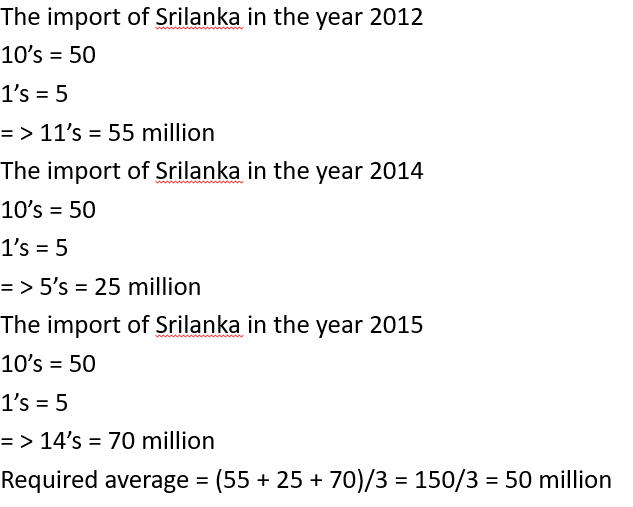 The import of Srilanka in the year 2012
10’s = 50
1’s = 5
= > 11’s = 55 million
The import of Srilanka in the year 2014
10’s = 50
1’s = 5
= > 5’s = 25 million
The import of Srilanka in the year 2015
10’s = 50
1’s = 5
= > 14’s = 70 million
Required average = (55 + 25 + 70)/3 = 150/3 = 50 million